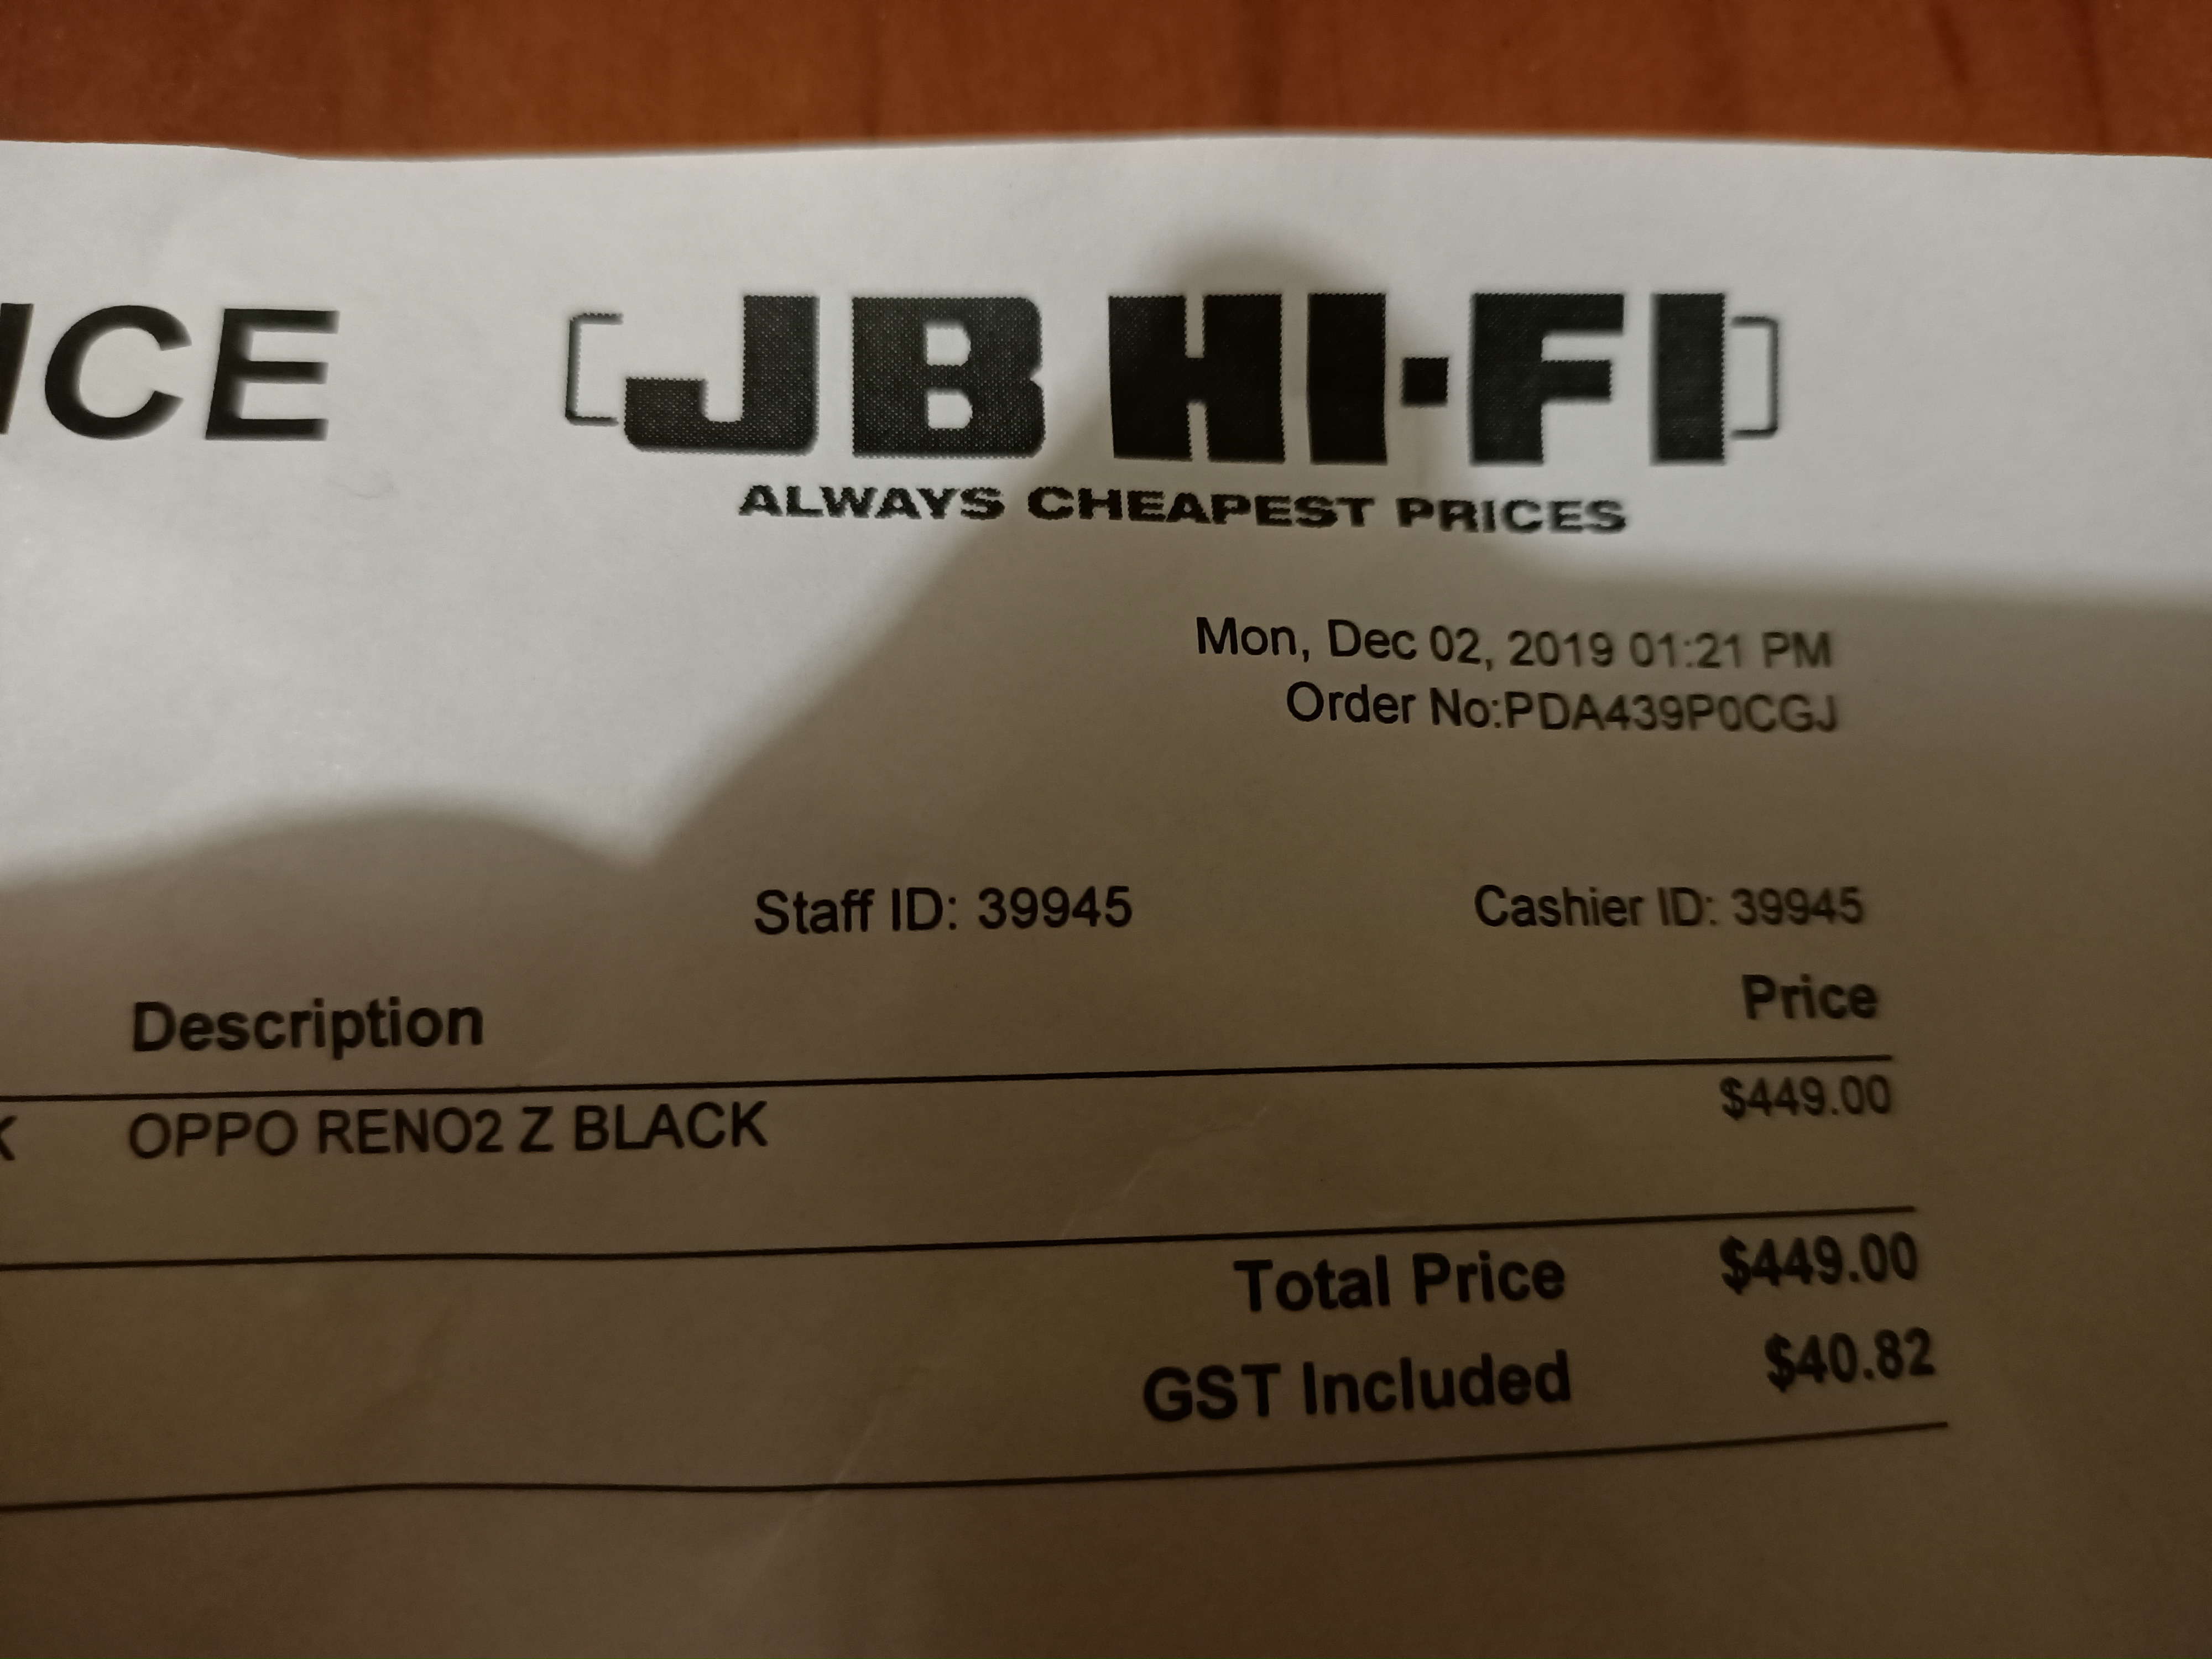 ICE
JB HI-FI
ALWAYS CHEAPEST PRICES
Mon, Dec 02, 2019 01:21 PM
Order No:PDA439P0CGJ
Staff ID: 39945 Cashier ID: 39945
Description Price
K OPPO RENO2 Z BLACK $449.00
Total Price $449.00
GST Included $40.82